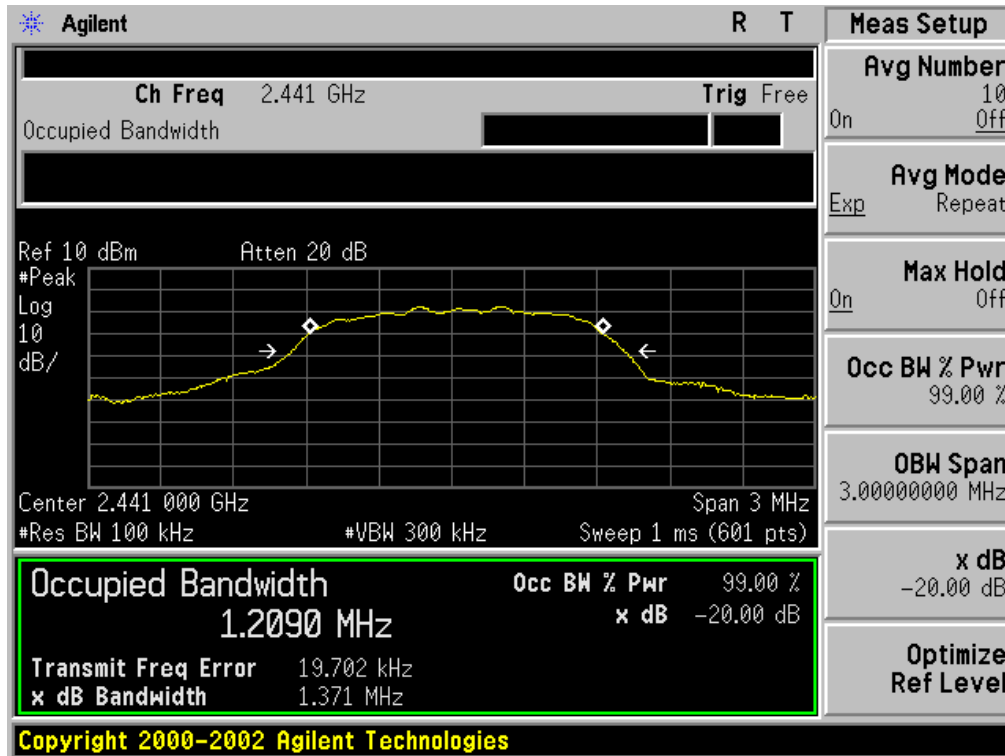 Agilent R T
Ch Freq 2.441 GHz Trig Free
Occupied Bandwidth
Ref 10 dBm Atten 20 dB
#Peak
Log
10
dB/
Center 2.441 000 GHz Span 3 MHz
#Res BW 100 kHz #VBW 300 kHz Sweep 1 ms (601 pts)
Occupied Bandwidth Occ BW % Pwr 99.00 %
1.2090 MHz x dB -20.00 dB
Transmit Freq Error 19.702 kHz
x dB Bandwidth 1.371 MHz
Copyright 2000-2002 Agilent Technologies
Meas Setup
Avg Number
10
On Off
Avg Mode
Exp Repeat
Max Hold
On Off
Occ BW % Pwr
99.00 %
OBW Span
3.00000000 MHz
x dB
-20.00 dB
Optimize
Ref Level